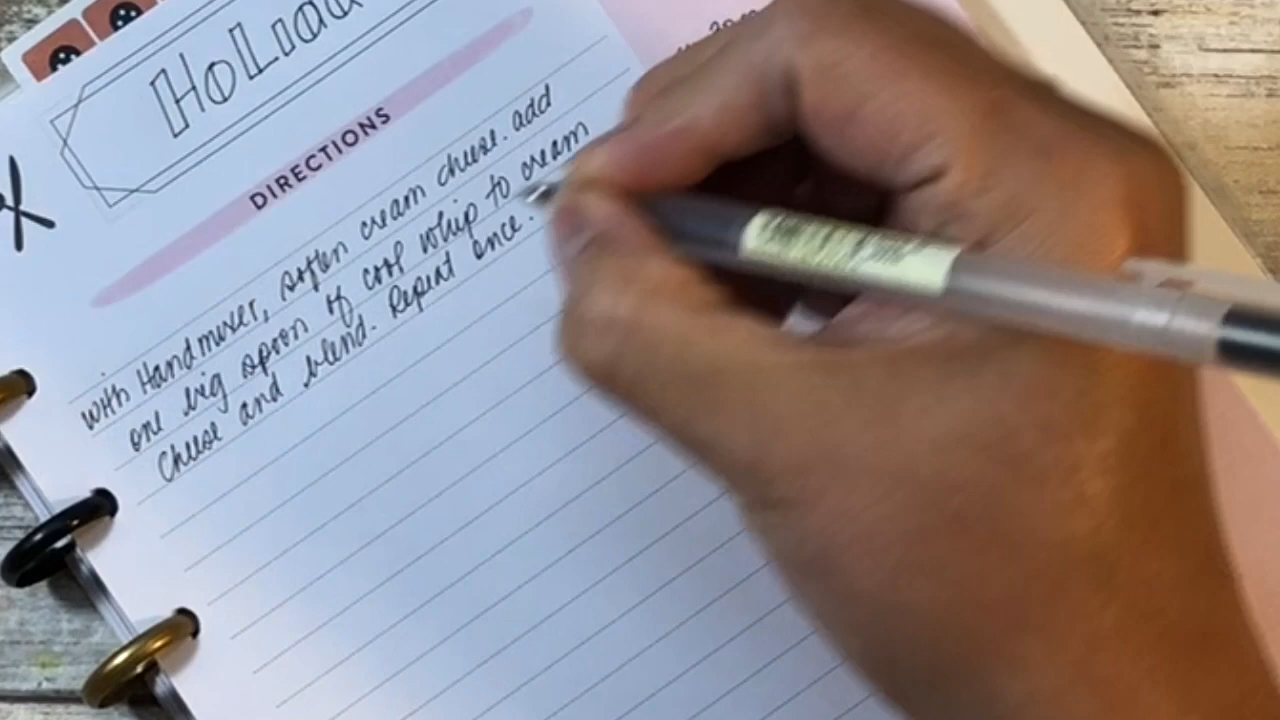 HoLida
DIRECTIONS
with Handmixer, soften cream cheese. add
one big spoon of cool whip to cream
cheese and blend. Repeat once.